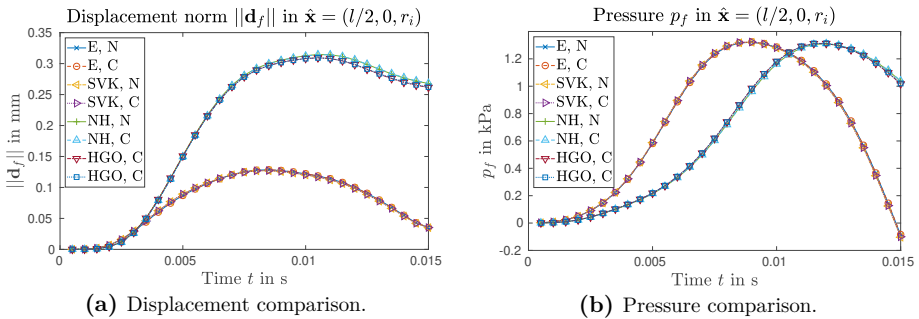 Displacement norm ||d_f|| in x̂ = (l/2, 0, r_i)
0.35
0.3
0.25
0.2
0.15
0.1
0.05
0
||d_f|| in mm
E, N
E, C
SVK, N
SVK, C
NH, N
NH, C
HGO, C
HGO, C
0
0.005
0.01
0.015
Time t in s
(a) Displacement comparison.
Pressure p_f in x̂ = (l/2, 0, r_i)
1.4
1.2
1
0.8
0.6
0.4
0.2
0
-0.2
p_f in kPa
E, N
E, C
SVK, N
SVK, C
NH, N
NH, C
HGO, C
HGO, C
0
0.005
0.01
0.015
Time t in s
(b) Pressure comparison.